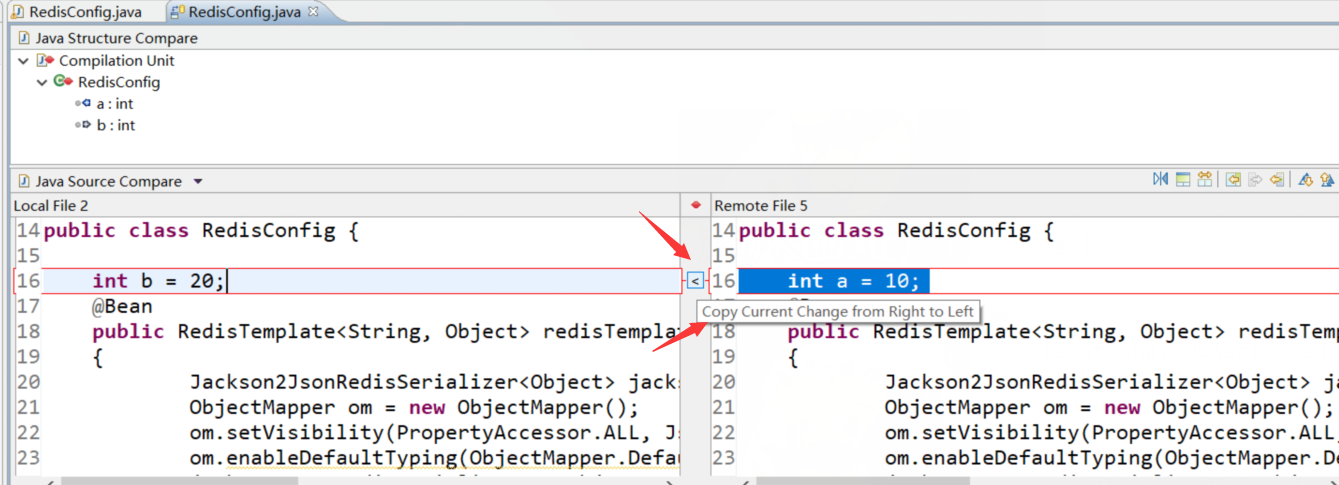 RedisConfig.java RedisConfig.java
Java Structure Compare
Compilation Unit
RedisConfig
a : int
b : int
Java Source Compare
Local File 2 Remote File 5
14 public class RedisConfig { 14 public class RedisConfig {
15 15
16 int b = 20; < 16 int a = 10;
17 @Bean
Copy Current Change from Right to Left
18 public RedisTemplate<String, Object> redisTempla 18 public RedisTemplate<String, Object> redisTemp
19 { 19 {
20 Jackson2JsonRedisSerializer<Object> jack 20 Jackson2JsonRedisSerializer<Object> ja
21 ObjectMapper om = new ObjectMapper(); 21 ObjectMapper om = new ObjectMapper();
22 om.setVisibility(PropertyAccessor.ALL, Js 22 om.setVisibility(PropertyAccessor.ALL,
23 om.enableDefaultTyping(ObjectMapper.Defau 23 om.enableDefaultTyping(ObjectMapper.De